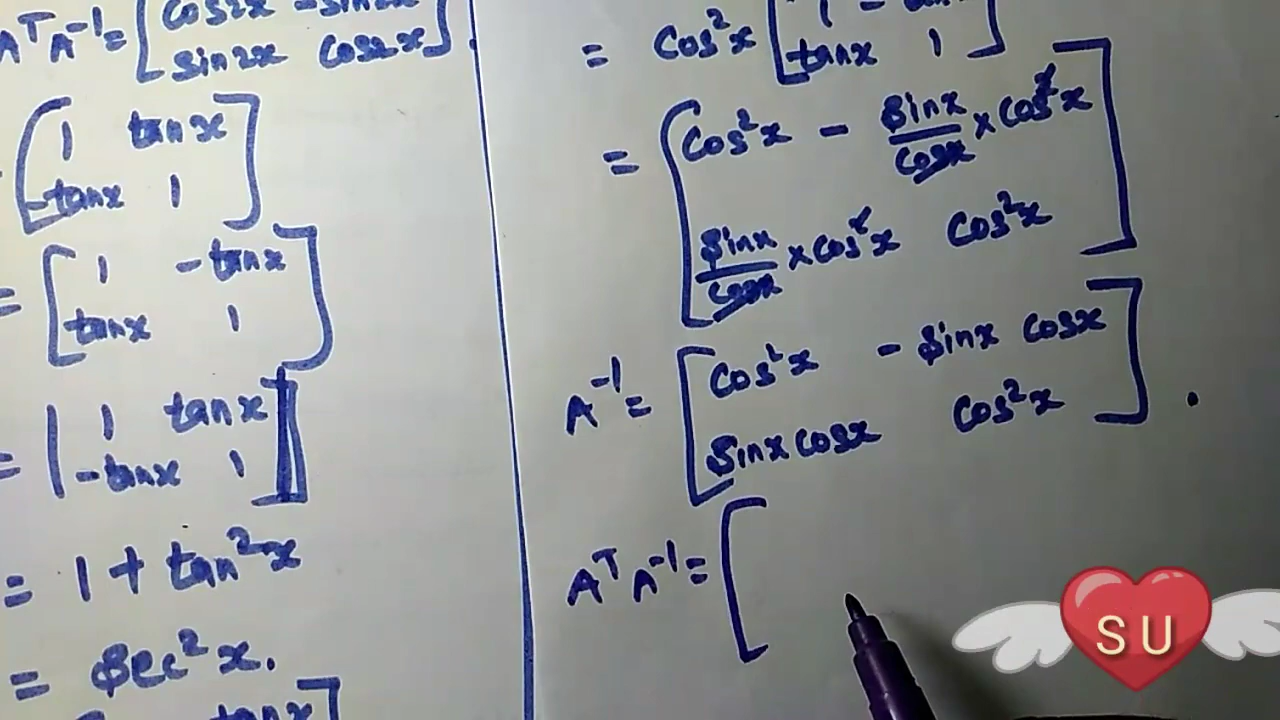 AᵀA⁻¹= [cos2x -sin2x
sin2x cos2x].
[1 tanx
-tanx 1]
= [1 -tanx
tanx 1]
= |1 tanx
-tanx 1|
= 1 + tan²x
= sec²x.
tanx]
= cos²x [1 - tan
tanx 1]
= [cos²x - sinx/cosx × cos²x
sinx/cosx × cos²x cos²x]
A⁻¹= [cos²x - sinx cosx
sinx cosx cos²x].
AᵀA⁻¹= [
SU